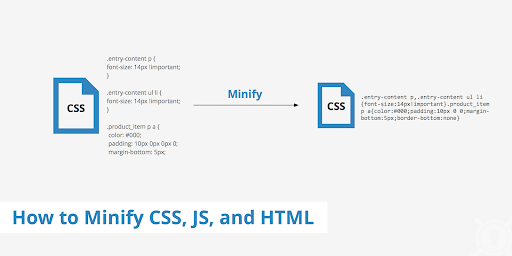 .entry-content p {
font-size: 14px !important;
}
.entry-content ul li {
font-size: 14px !important;
}
.product_item p a {
color: #000;
padding: 10px 0px 0px 0;
margin-bottom: 5px;
CSS
Minify
CSS
.entry-content p,.entry-content ul li
{font-size:14px!important}.product_item
p a{color:#000;padding:10px 0 0;margin-
bottom:5px;border-bottom:none}
How to Minify CSS, JS, and HTML